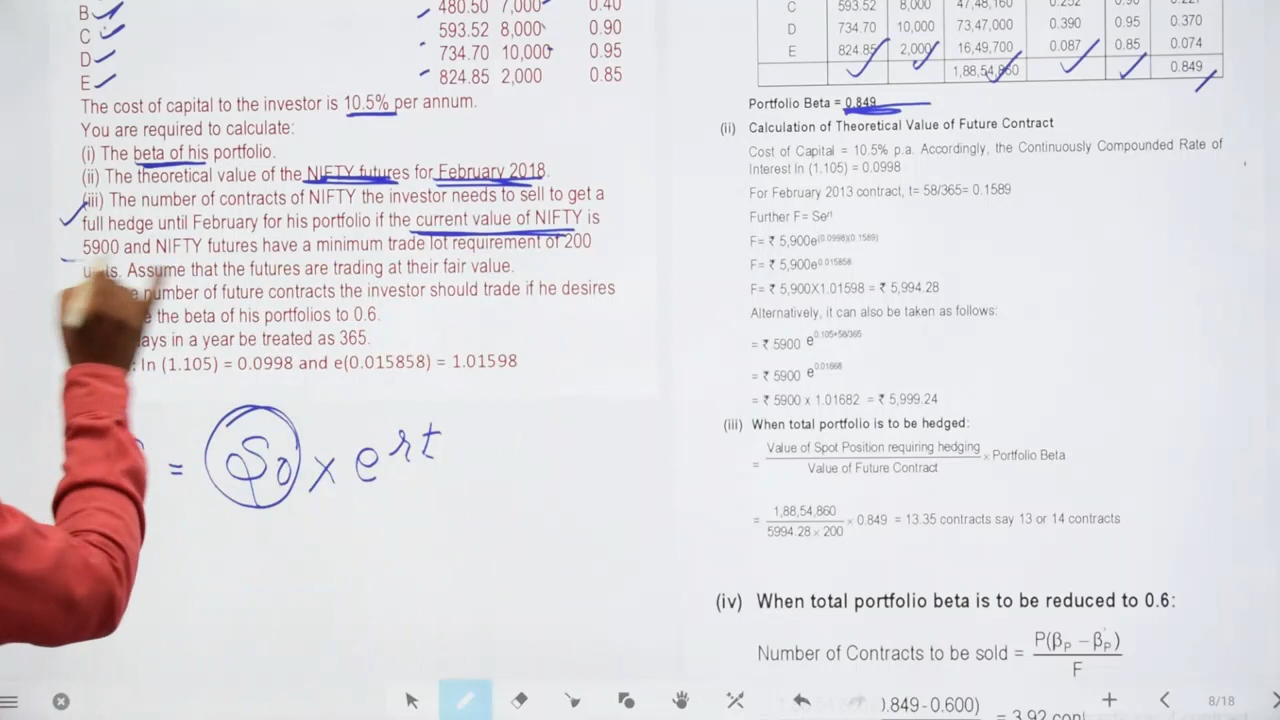 B 480.50 7,000 0.40
C 593.52 8,000 0.90
D 734.70 10,000 0.95
E 824.85 2,000 0.85
The cost of capital to the investor is 10.5% per annum.
You are required to calculate:
(i) The beta of his portfolio.
(ii) The theoretical value of the NIFTY futures for February 2018.
(iii) The number of contracts of NIFTY the investor needs to sell to get a
full hedge until February for his portfolio if the current value of NIFTY is
5900 and NIFTY futures have a minimum trade lot requirement of 200
Assume that the futures are trading at their fair value.
number of future contracts the investor should trade if he desires
the beta of his portfolios to 0.6.
in a year be treated as 365.
: ln (1.105) = 0.0998 and e(0.015858) = 1.01598
= S0 × e^rt
C 593.52 8,000 47,48,160
D 734.70 10,000 73,47,000 0.390 0.95 0.370
E 824.85 2,000 16,49,700 0.087 0.85 0.074
1,88,54,860 0.849
Portfolio Beta = 0.849
(ii) Calculation of Theoretical Value of Future Contract
Cost of Capital = 10.5% p.a. Accordingly, the Continuously Compounded Rate of
Interest ln (1.105) = 0.0998
For February 2013 contract, t= 58/365= 0.1589
Further F= Se^rt
F= ₹ 5,900e^(0.0998)(0.1589)
F= ₹ 5,900e^0.015858
F= ₹ 5,900X1.01598 = ₹ 5,994.28
Alternatively, it can also be taken as follows:
= ₹ 5900 e^0.105*58/365
= ₹ 5900 e^0.01668
= ₹ 5900 x 1.01682 = ₹ 5,999.24
(iii) When total portfolio is to be hedged:
= Value of Spot Position requiring hedging / Value of Future Contract × Portfolio Beta
= 1,88,54,860 / 5994.28 × 200 × 0.849 = 13.35 contracts say 13 or 14 contracts
(iv) When total portfolio beta is to be reduced to 0.6:
Number of Contracts to be sold = P(βP − β'P) / F
0.849 - 0.600)
= 3.92
8/18